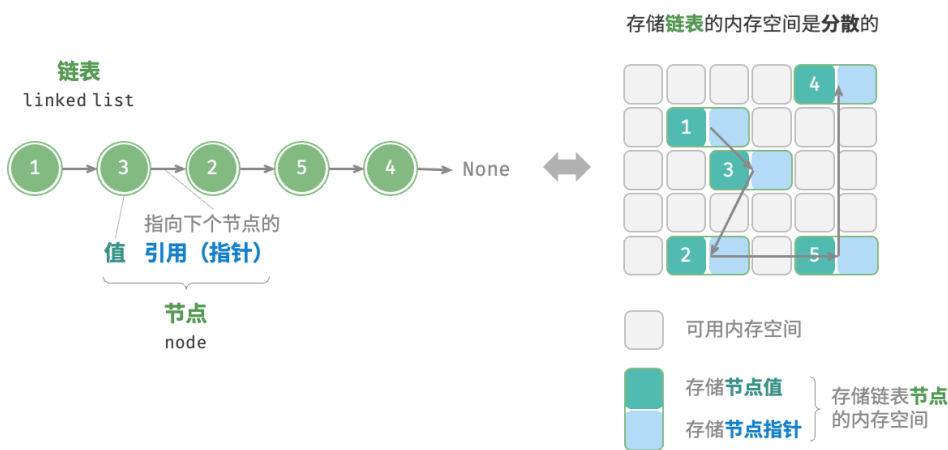 存储链表的内存空间是分散的
链表
linked list
1
3
2
5
4
None
指向下个节点的
值 引用（指针）
节点
node
4
1
3
2
5
可用内存空间
存储节点值
存储节点指针
存储链表节点
的内存空间